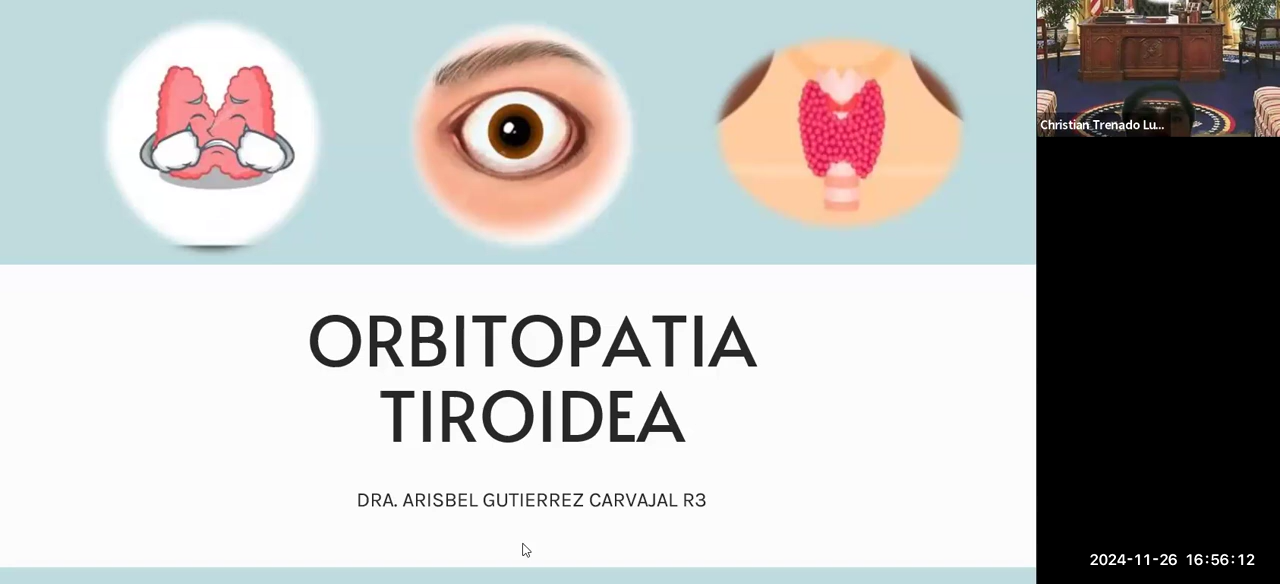 ORBITOPATIA
TIROIDEA
DRA. ARISBEL GUTIERREZ CARVAJAL R3
Christian Trenado Lu...
2024-11-26 16:56:12